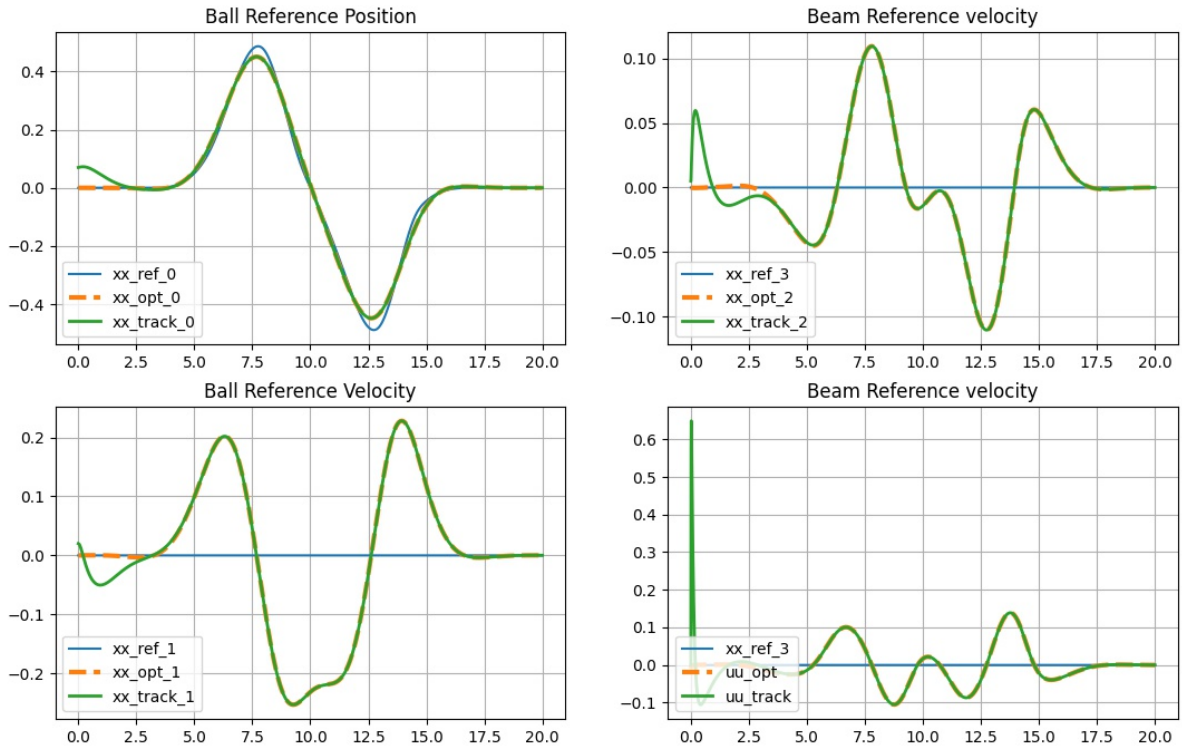 Ball Reference Position
0.4
0.2
0.0
−0.2
−0.4
xx_ref_0
xx_opt_0
xx_track_0
0.0 2.5 5.0 7.5 10.0 12.5 15.0 17.5 20.0
Beam Reference velocity
0.10
0.05
0.00
−0.05
−0.10
xx_ref_3
xx_opt_2
xx_track_2
0.0 2.5 5.0 7.5 10.0 12.5 15.0 17.5 20.0
Ball Reference Velocity
0.2
0.1
0.0
−0.1
−0.2
xx_ref_1
xx_opt_1
xx_track_1
0.0 2.5 5.0 7.5 10.0 12.5 15.0 17.5 20.0
Beam Reference velocity
0.6
0.5
0.4
0.3
0.2
0.1
0.0
−0.1
xx_ref_3
uu_opt
uu_track
0.0 2.5 5.0 7.5 10.0 12.5 15.0 17.5 20.0